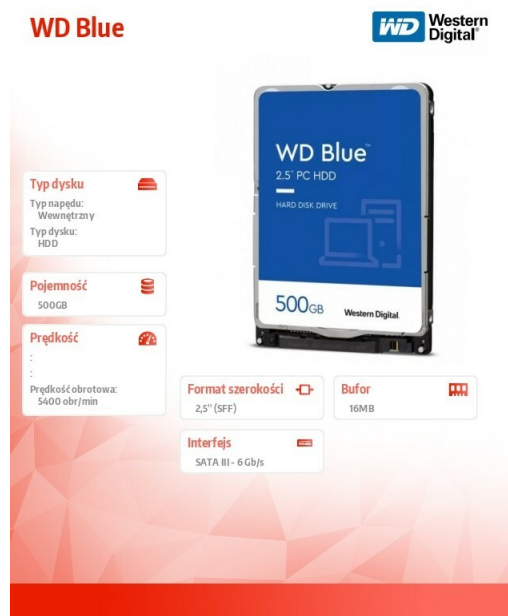 WD Blue
WD Western
Digital®
WD Blue™
2.5" PC HDD
HARD DISK DRIVE
500GB Western Digital.
Typ dysku
Typ napędu:
Wewnętrzny
Typ dysku:
HDD
Pojemność
500GB
Prędkość
:
:
Prędkość obrotowa:
5400 obr/min
Format szerokości
2,5" (SFF)
Bufor
16MB
Interfejs
SATA III - 6 Gb/s